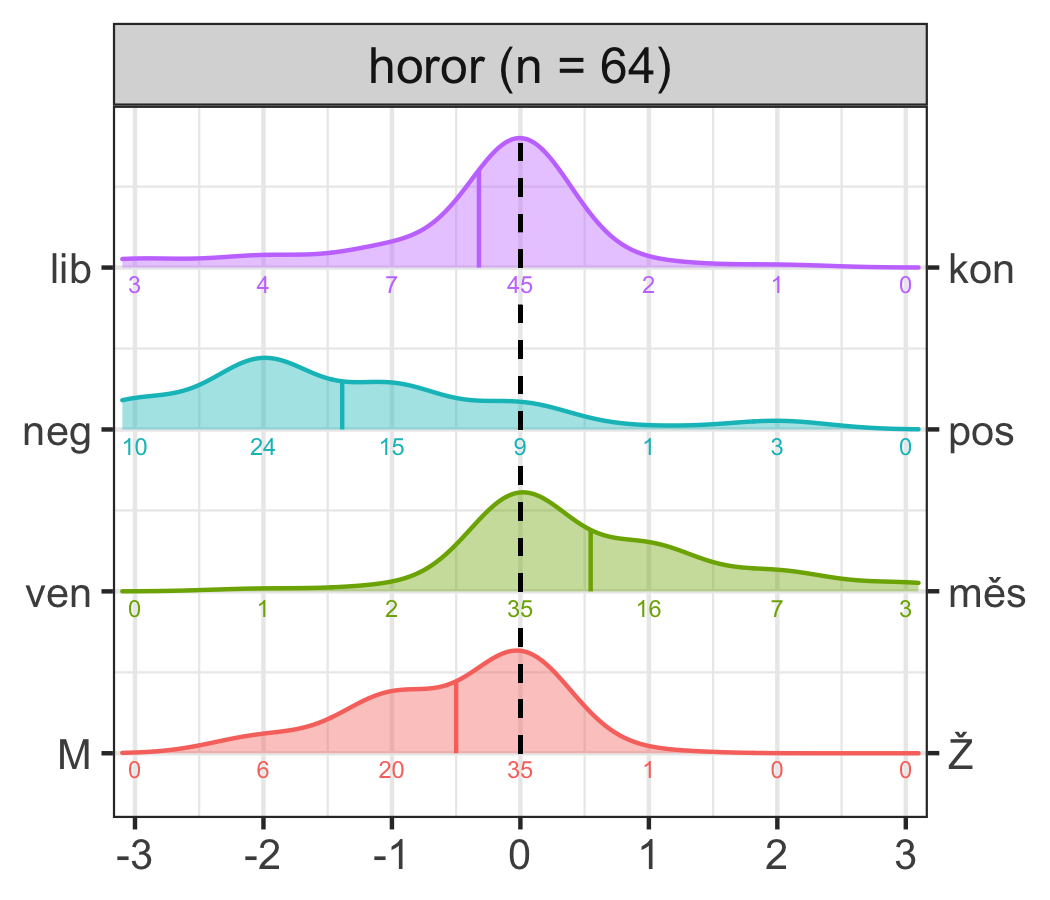 horor (n = 64)
lib kon
3 4 7 45 2 1 0
neg pos
10 24 15 9 1 3 0
ven měs
0 1 2 35 16 7 3
M Ž
0 6 20 35 1 0 0
-3 -2 -1 0 1 2 3